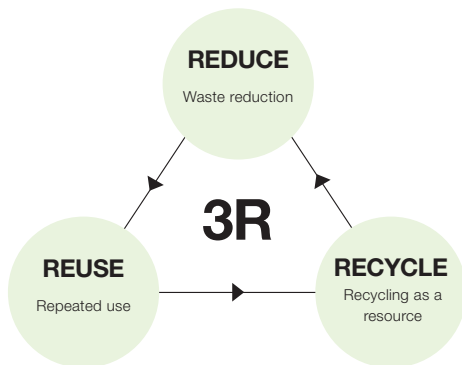 REDUCE
Waste reduction
3R
REUSE
Repeated use
RECYCLE
Recycling as a
resource